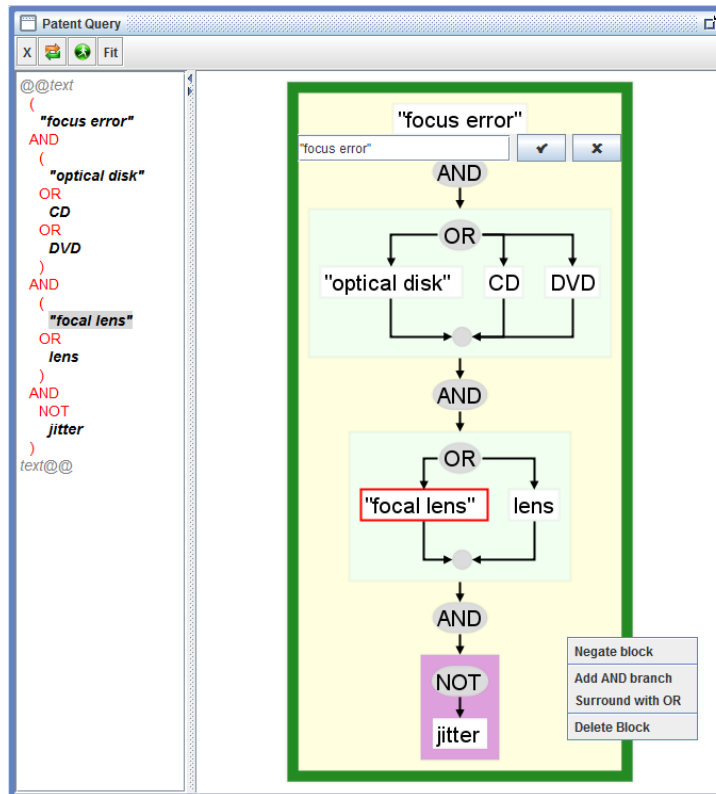 Patent Query
X Fit
@@text
(
"focus error"
AND
(
"optical disk"
OR
CD
OR
DVD
)
AND
(
"focal lens"
OR
lens
)
AND
NOT
jitter
)
text@@
"focus error"
"focus error"
AND
OR
"optical disk" CD DVD
AND
OR
"focal lens" lens
AND
NOT
jitter
Negate block
Add AND branch
Surround with OR
Delete Block